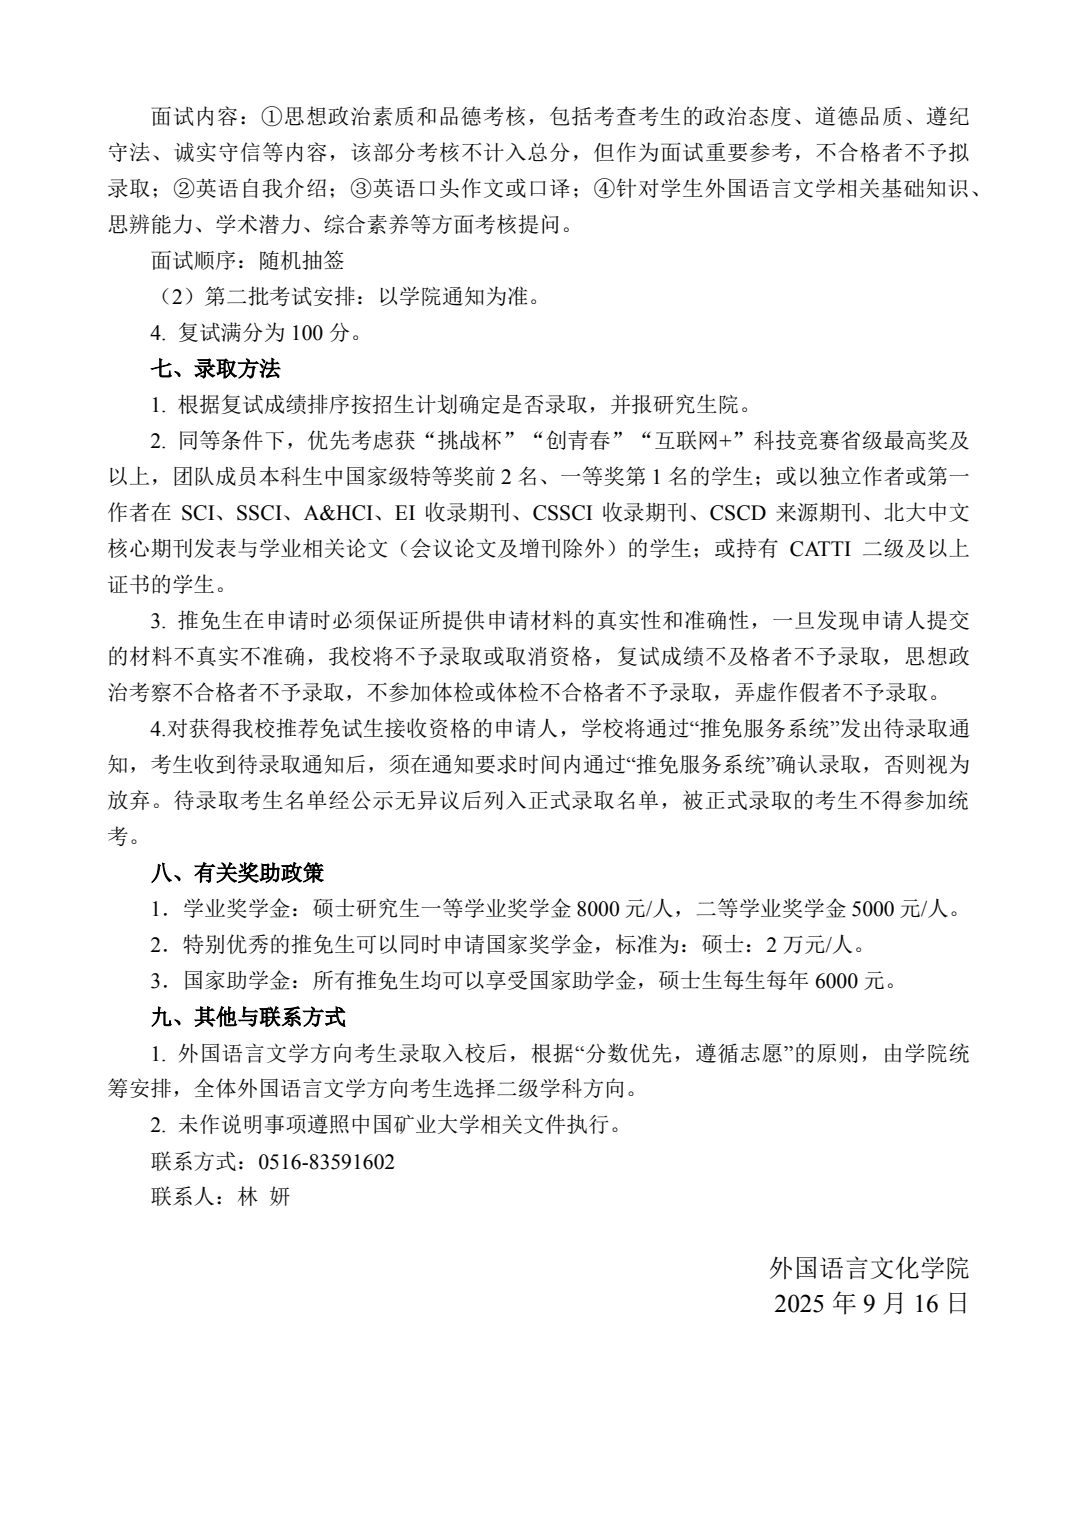 面试内容：①思想政治素质和品德考核，包括考查考生的政治态度、道德品质、遵纪
守法、诚实守信等内容，该部分考核不计入总分，但作为面试重要参考，不合格者不予拟
录取；②英语自我介绍；③英语口头作文或口译；④针对学生外国语言文学相关基础知识、
思辨能力、学术潜力、综合素养等方面考核提问。
面试顺序：随机抽签
（2）第二批考试安排：以学院通知为准。
4. 复试满分为 100 分。
七、录取方法
1. 根据复试成绩排序按招生计划确定是否录取，并报研究生院。
2. 同等条件下，优先考虑获“挑战杯”“创青春”“互联网+”科技竞赛省级最高奖及
以上，团队成员本科生中国家级特等奖前 2 名、一等奖第 1 名的学生；或以独立作者或第一
作者在 SCI、SSCI、A&HCI、EI 收录期刊、CSSCI 收录期刊、CSCD 来源期刊、北大中文
核心期刊发表与学业相关论文（会议论文及增刊除外）的学生；或持有 CATTI 二级及以上
证书的学生。
3. 推免生在申请时必须保证所提供申请材料的真实性和准确性，一旦发现申请人提交
的材料不真实不准确，我校将不予录取或取消资格，复试成绩不及格者不予录取，思想政
治考察不合格者不予录取，不参加体检或体检不合格者不予录取，弄虚作假者不予录取。
4.对获得我校推荐免试生接收资格的申请人，学校将通过“推免服务系统”发出待录取通
知，考生收到待录取通知后，须在通知要求时间内通过“推免服务系统”确认录取，否则视为
放弃。待录取考生名单经公示无异议后列入正式录取名单，被正式录取的考生不得参加统
考。
八、有关奖助政策
1．学业奖学金：硕士研究生一等学业奖学金 8000 元/人，二等学业奖学金 5000 元/人。
2．特别优秀的推免生可以同时申请国家奖学金，标准为：硕士：2 万元/人。
3．国家助学金：所有推免生均可以享受国家助学金，硕士生每生每年 6000 元。
九、其他与联系方式
1. 外国语言文学方向考生录取入校后，根据“分数优先，遵循志愿”的原则，由学院统
筹安排，全体外国语言文学方向考生选择二级学科方向。
2. 未作说明事项遵照中国矿业大学相关文件执行。
联系方式：0516-83591602
联系人：林 妍
外国语言文化学院
2025 年 9 月 16 日